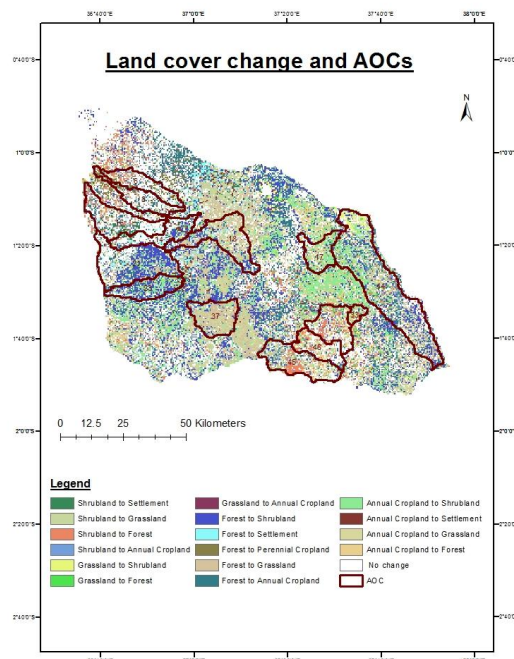 36°40'0"E 37°0'0"E 37°20'0"E 37°40'0"E 38°0'0"E
Land cover change and AOCs
N
0°40'0"S
1°0'0"S
1°20'0"S
1°40'0"S
2°0'0"S
2°20'0"S
2°40'0"S
18
17
37
46
45
0 12.5 25 50 Kilometers
Legend
Shrubland to Settlement
Shrubland to Grassland
Shrubland to Forest
Shrubland to Annual Cropland
Grassland to Shrubland
Grassland to Forest
Grassland to Annual Cropland
Forest to Shrubland
Forest to Settlement
Forest to Perennial Cropland
Forest to Grassland
Forest to Annual Cropland
Annual Cropland to Shrubland
Annual Cropland to Settlement
Annual Cropland to Grassland
Annual Cropland to Forest
No change
AOC